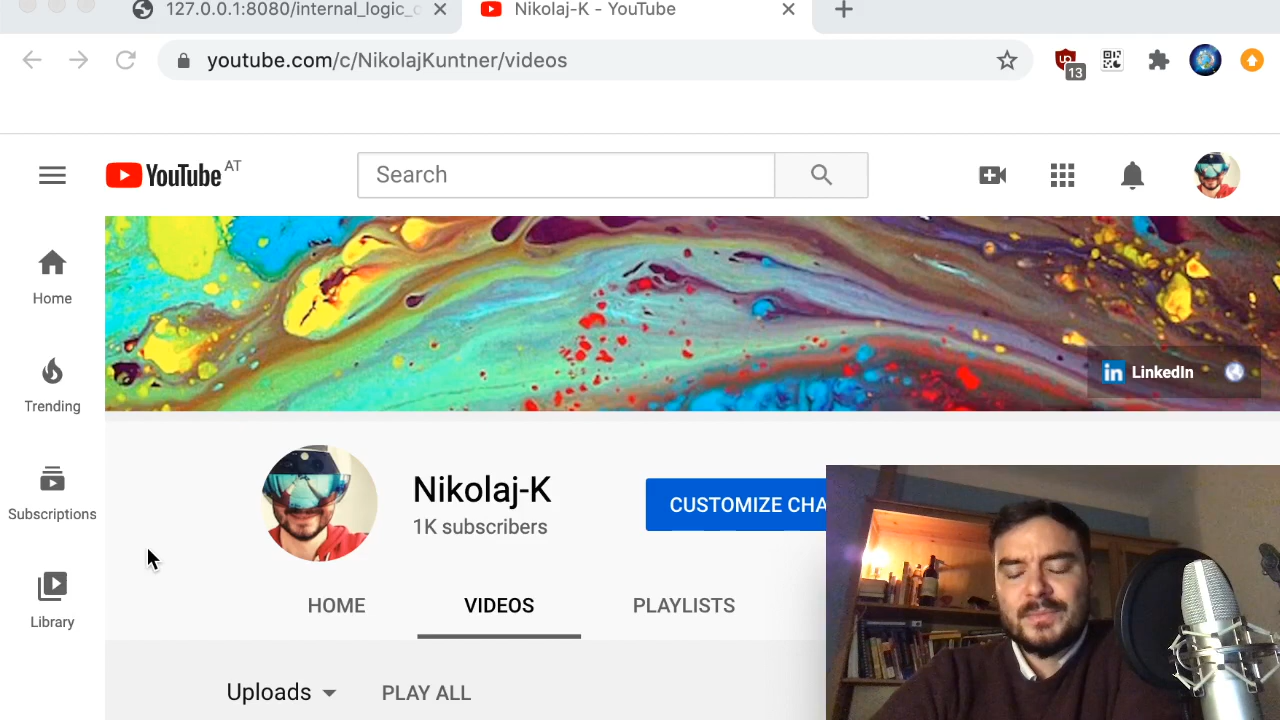 127.0.0.1:8080/internal_logic_c
Nikolaj-K - YouTube
youtube.com/c/NikolajKuntner/videos
13
YouTube AT
Search
Home
Trending
LinkedIn
Subscriptions
Nikolaj-K
1K subscribers
CUSTOMIZE CHA
Library
HOME
VIDEOS
PLAYLISTS
Uploads
PLAY ALL